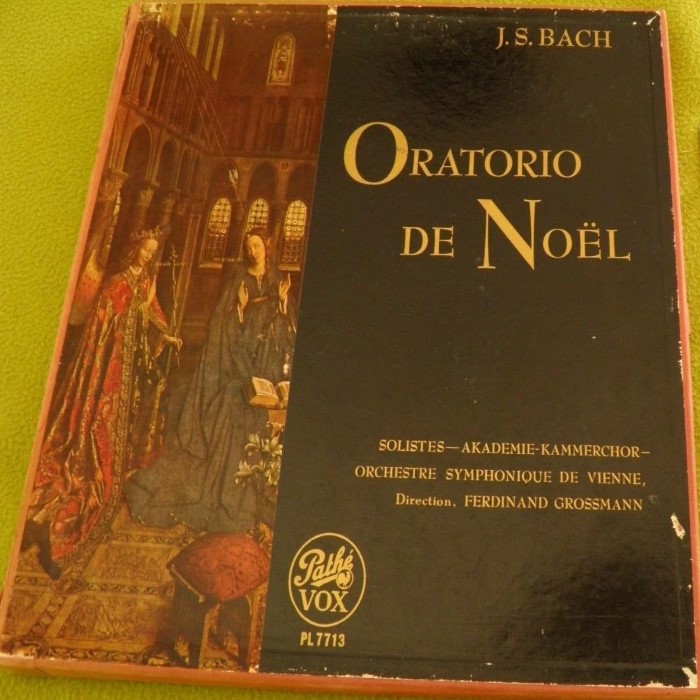 J. S. BACH
ORATORIO
DE NOËL
SOLISTES—AKADEMIE-KAMMERCHOR—
ORCHESTRE SYMPHONIQUE DE VIENNE,
Direction, FERDINAND GROSSMANN
Pathé
VOX
PL 7713